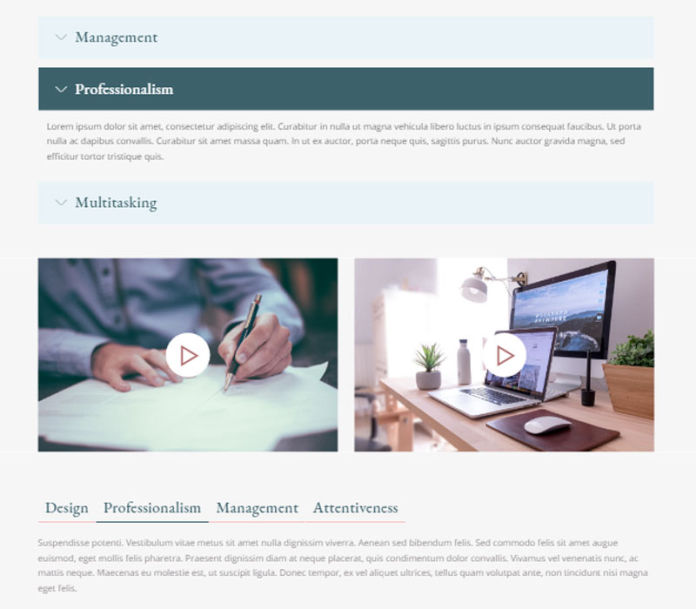 Management
Professionalism
Lorem ipsum dolor sit amet, consectetur adipiscing elit. Curabitur in nulla ut magna vehicula libero luctus in ipsum consequat faucibus. Ut porta
nulla ac dapibus convallis. Curabitur sit amet massa quam. In ut ex auctor, porta neque quis, sagittis purus. Nunc auctor gravida magna, sed
efficitur tortor tristique quis.
Multitasking
Design Professionalism Management Attentiveness
Suspendisse potenti. Vestibulum vitae metus sit amet nulla dignissim viverra. Aenean sed bibendum felis. Sed commodo felis sit amet augue
euismod, eget mollis felis pharetra. Praesent dignissim diam at neque placerat, quis condimentum dolor convallis. Vivamus vel venenatis nunc, ac
mattis neque. Maecenas eu molestie est, ut suscipit ligula. Donec tempor, ex vel aliquet ultrices, tellus quam volutpat ante, non tincidunt nisi magna
eget felis.